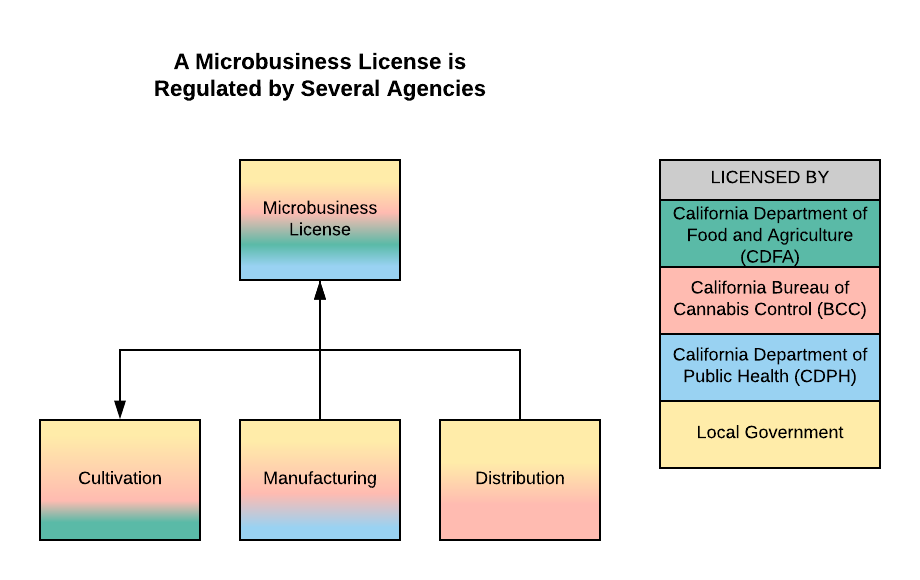 A Microbusiness License is
Regulated by Several Agencies
Microbusiness
License
Cultivation
Manufacturing
Distribution
LICENSED BY
California Department of
Food and Agriculture
(CDFA)
California Bureau of
Cannabis Control (BCC)
California Department of
Public Health (CDPH)
Local Government